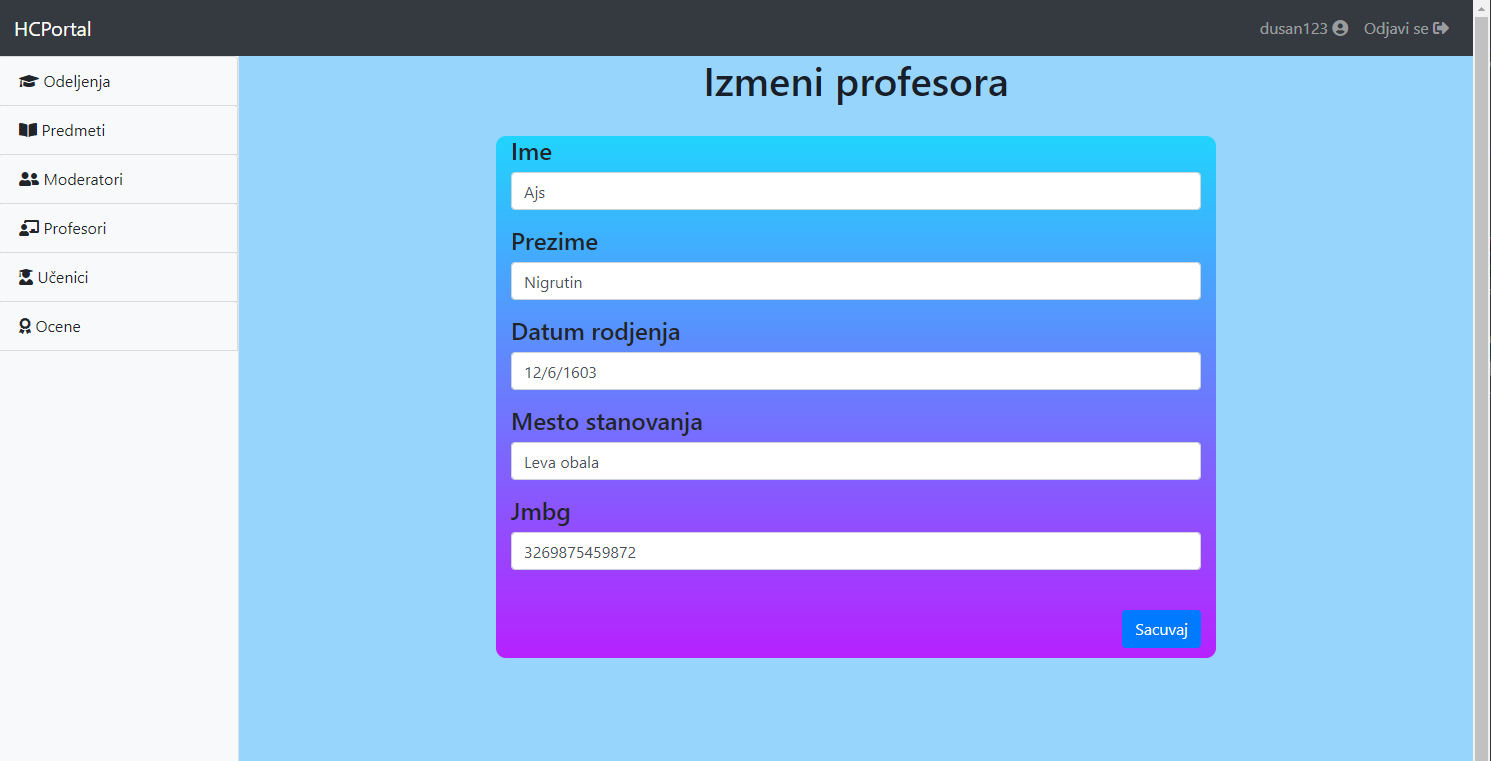 HCPortal
dusan123 Odjavi se
Odeljenja
Predmeti
Moderatori
Profesori
Učenici
Ocene
Izmeni profesora
Ime
Ajs
Prezime
Nigrutin
Datum rodjenja
12/6/1603
Mesto stanovanja
Leva obala
Jmbg
3269875459872
Sacuvaj